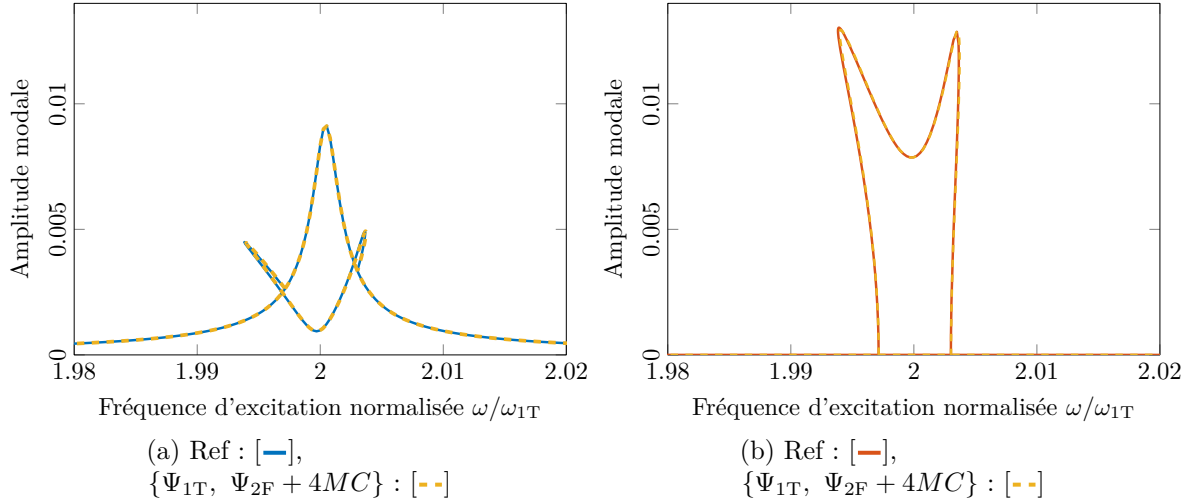 Amplitude modale
0.01
0.005
0
1.98
1.99
2
2.01
2.02
Fréquence d'excitation normalisée ω/ω1T
(a) Ref : [—],
{Ψ1T, Ψ2F + 4MC} : [--]
Amplitude modale
0.01
0.005
0
1.98
1.99
2
2.01
2.02
Fréquence d'excitation normalisée ω/ω1T
(b) Ref : [—],
{Ψ1T, Ψ2F + 4MC} : [--]